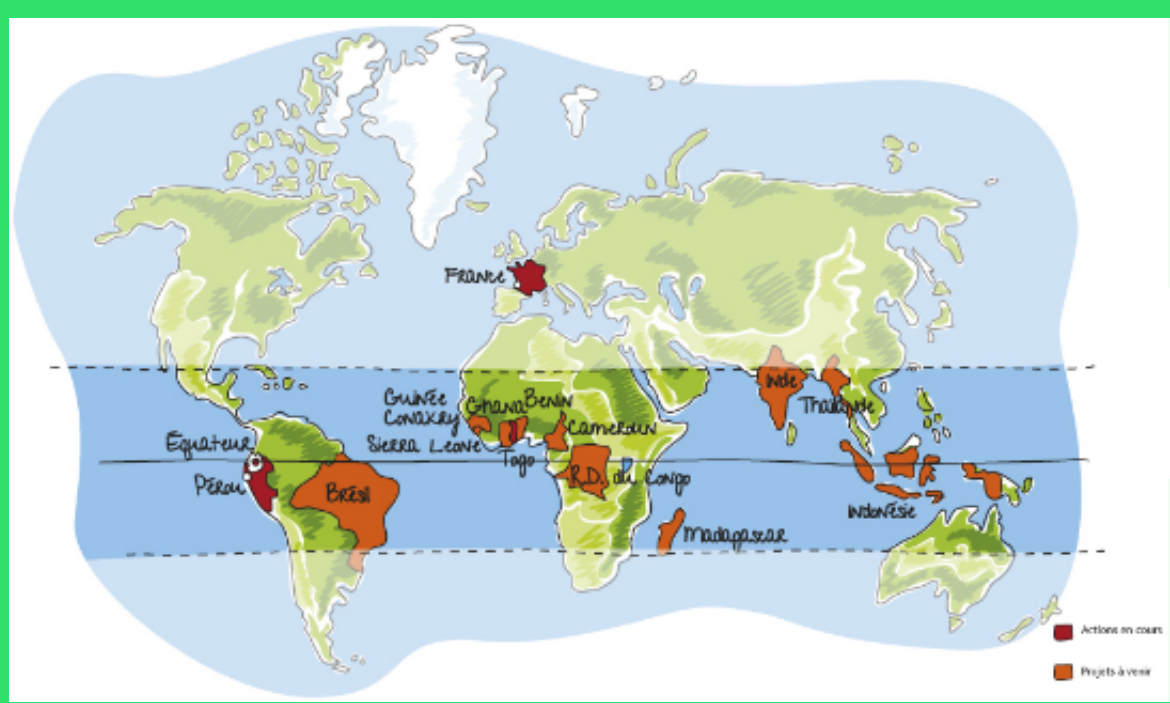 France
Guinée
Conakry
Ghana
Benin
Inde
Thaïlande
Cameroun
Sierra Leone
Togo
Équateur
Pérou
Brésil
R.D. du Congo
Indonésie
Madagascar
Actions en cours
Projets à venir